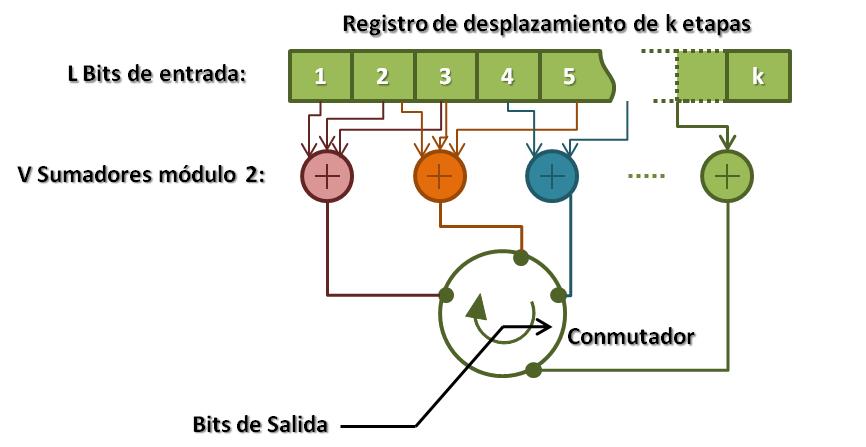 Registro de desplazamiento de k etapas
L Bits de entrada:
1 2 3 4 5 k
V Sumadores módulo 2:
Conmutador
Bits de Salida